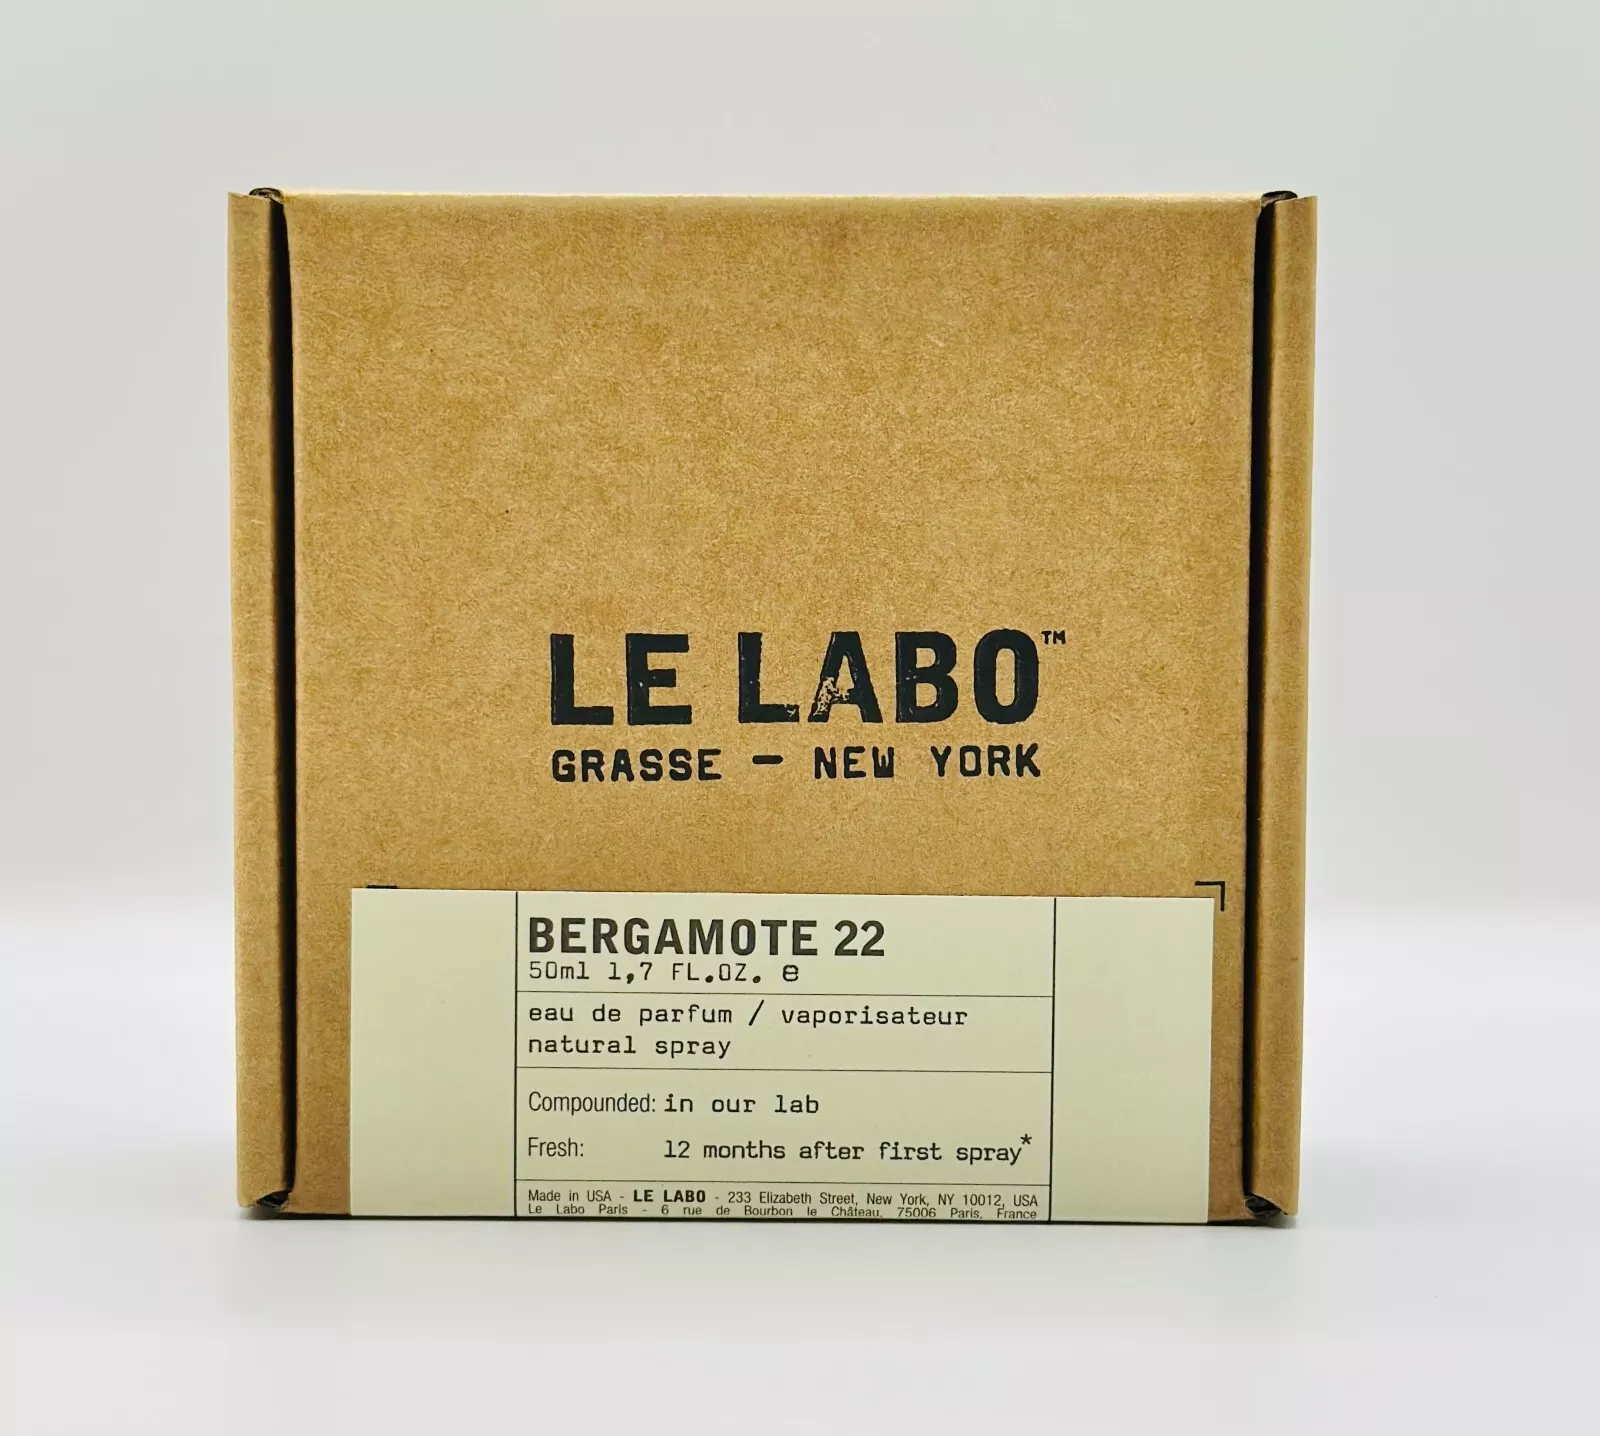 LE LABO™
GRASSE – NEW YORK
BERGAMOTE 22
50ml 1,7 FL.OZ. e
eau de parfum / vaporisateur
natural spray
Compounded: in our lab
Fresh: 12 months after first spray*
Made in USA - LE LABO - 233 Elizabeth Street, New York, NY 10012, USA
Le Labo Paris - 6 rue de Bourbon le Château, 75006 Paris, France